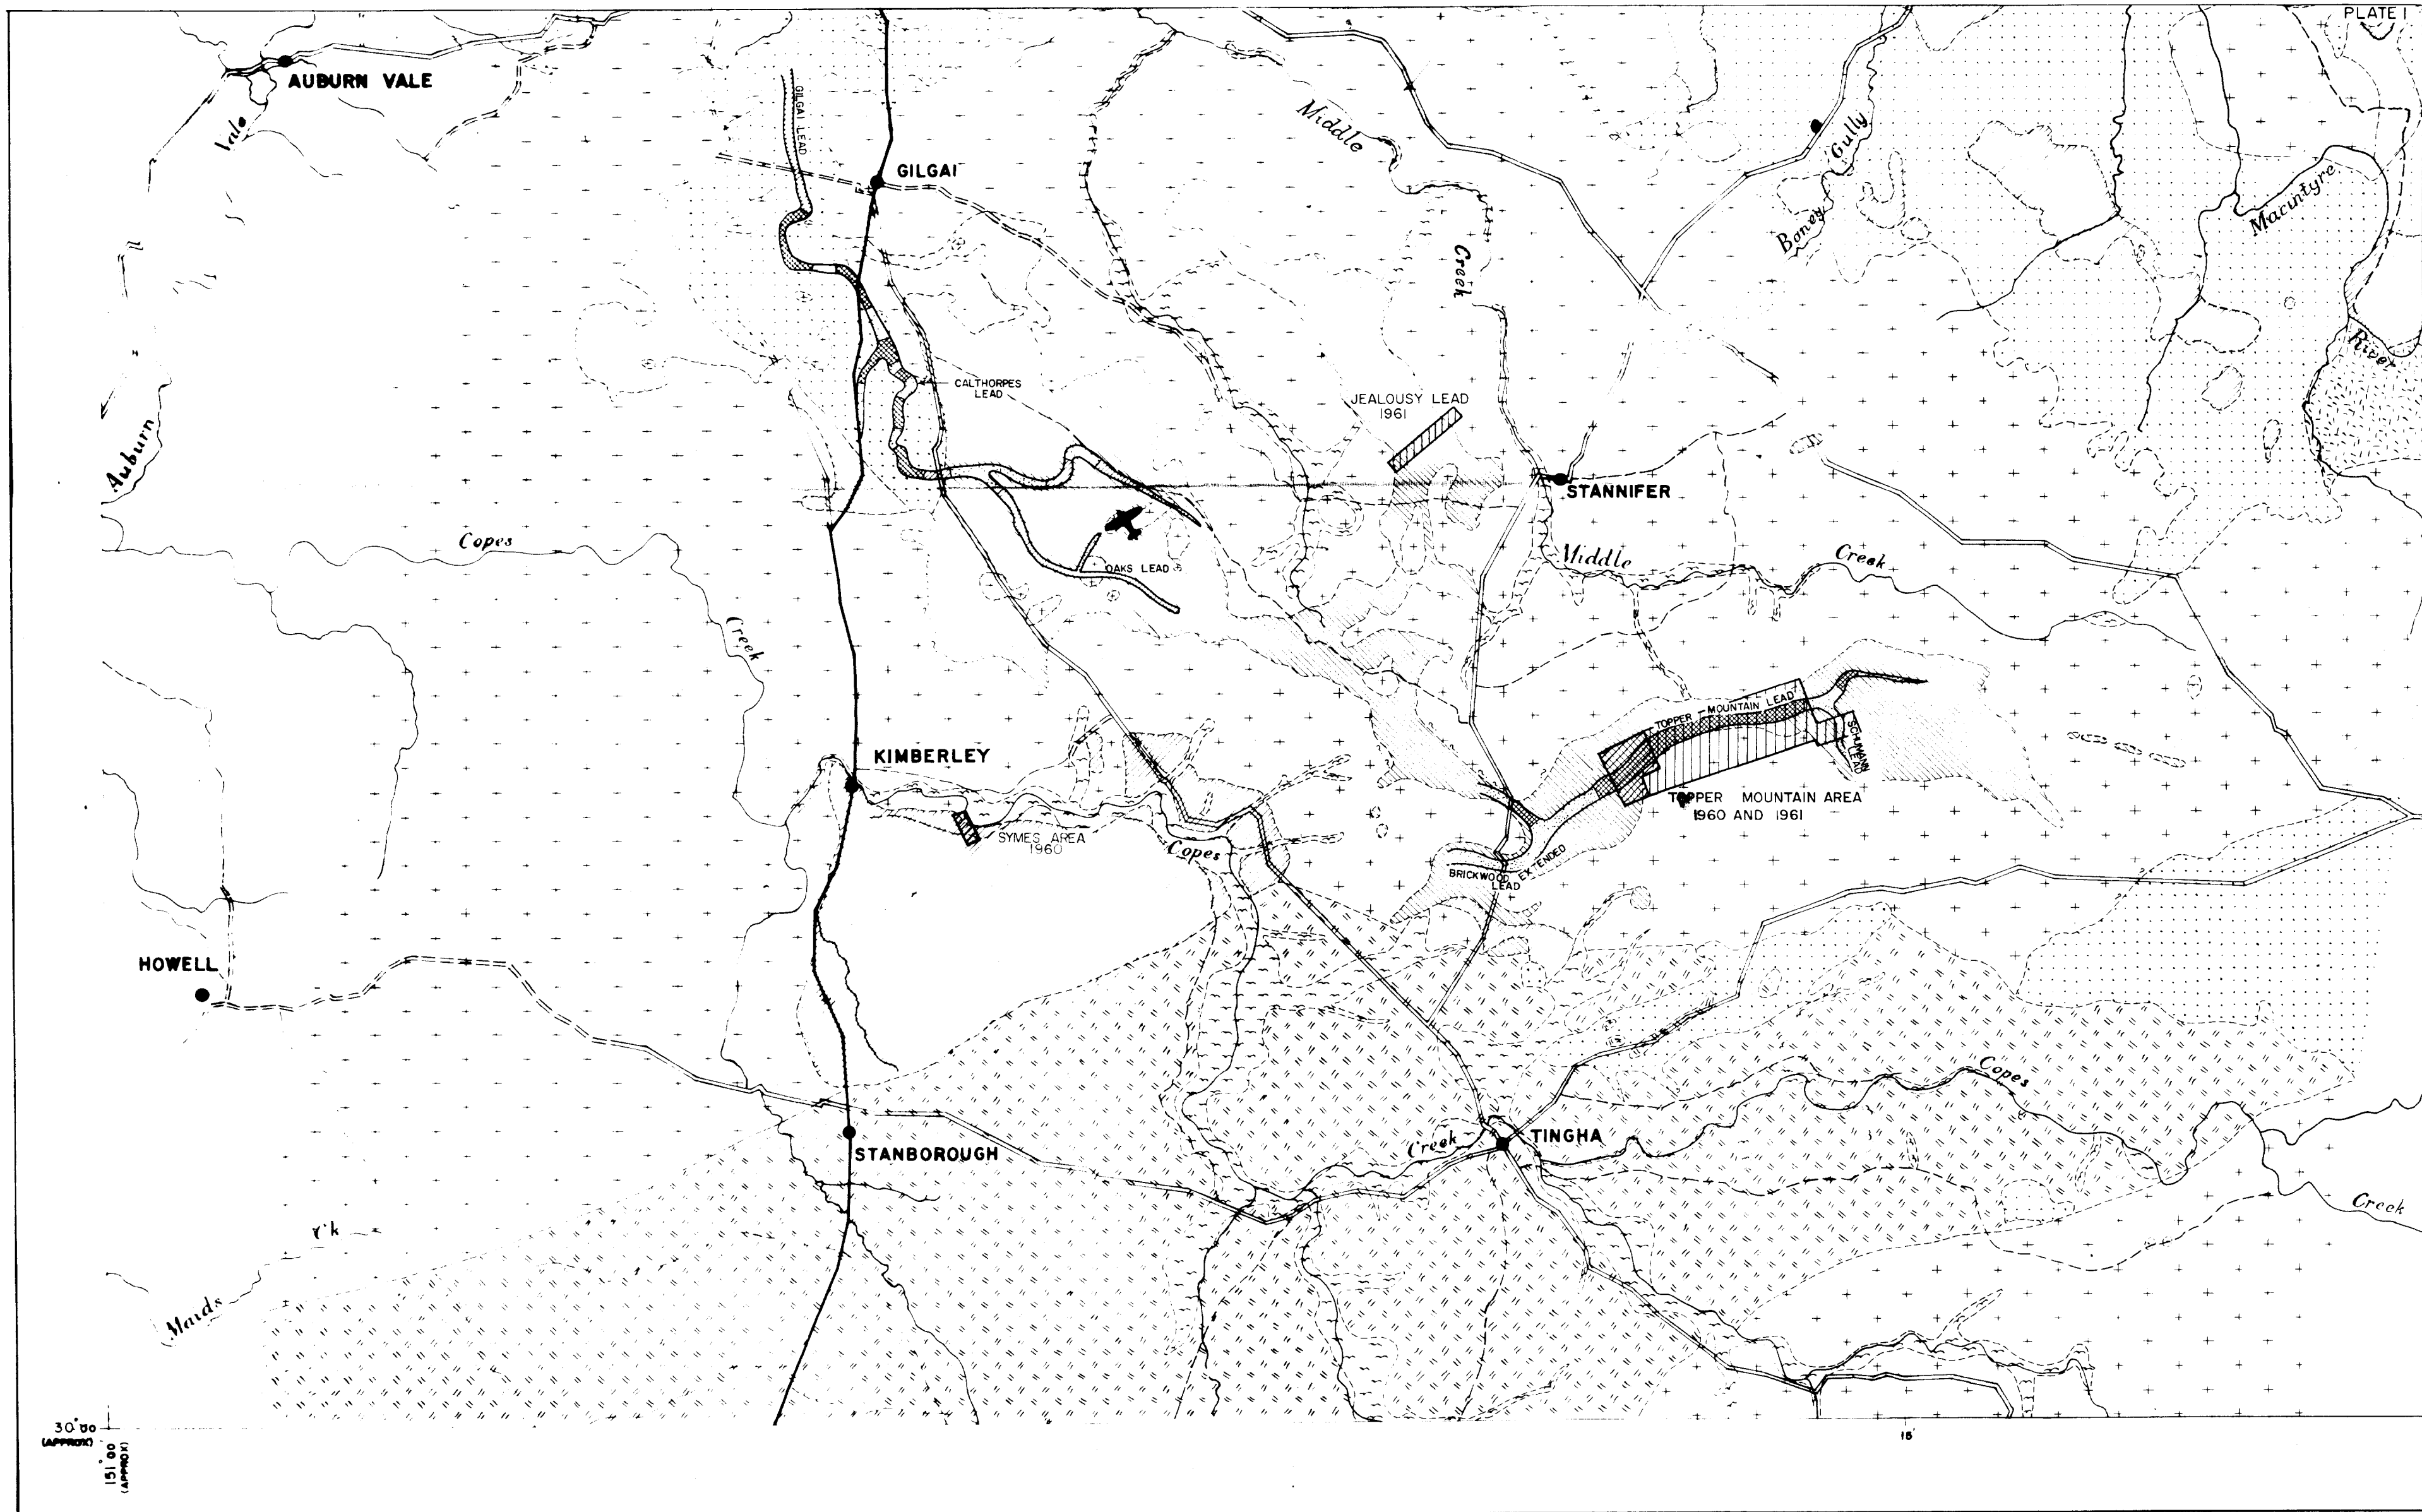 PLATE 1
AUBURN VALE
Vale
GILGAI LEAD
GILGAI
Middle
Creek
Boney Gully
Macintyre
River
CALTHORPES
LEAD
JEALOUSY LEAD
1961
Auburn
STANNIFER
Copes
Creek
OAKS LEAD
Middle
Creek
TOPPER MOUNTAIN LEAD
SCHUMANN
LEAD
KIMBERLEY
TOPPER MOUNTAIN AREA
1960 AND 1961
SYMES AREA
1960
Copes
BRICKWOOD EXTENDED
LEAD
HOWELL
Copes
Creek
TINGHA
STANBOROUGH
Creek
30°00
(APPROX)
151°00
(APPROX)
15'